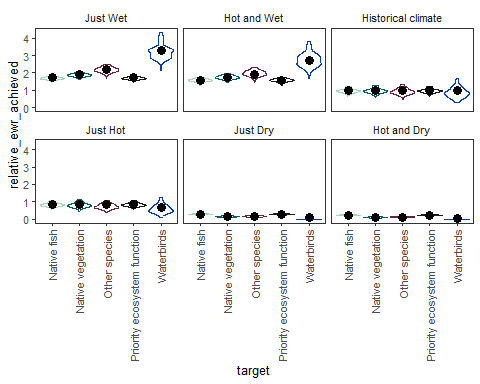 Just Wet
Hot and Wet
Historical climate
4
3
2
1
0
Just Hot
Just Dry
Hot and Dry
4
3
2
1
0
relative_ewr_achieved
Native fish
Native vegetation
Other species
Priority ecosystem function
Waterbirds
Native fish
Native vegetation
Other species
Priority ecosystem function
Waterbirds
Native fish
Native vegetation
Other species
Priority ecosystem function
Waterbirds
target